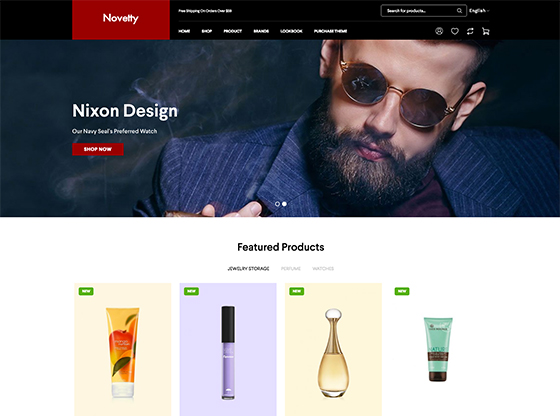 Novetty
Free Shipping On Orders Over $99
Search for products...
English
HOME SHOP PRODUCT BRANDS LOOKBOOK PURCHASE THEME
Nixon Design
Our Navy Seal's Preferred Watch
SHOP NOW
Featured Products
JEWELRY STORAGE PERFUME WATCHES
NEW NEW NEW NEW